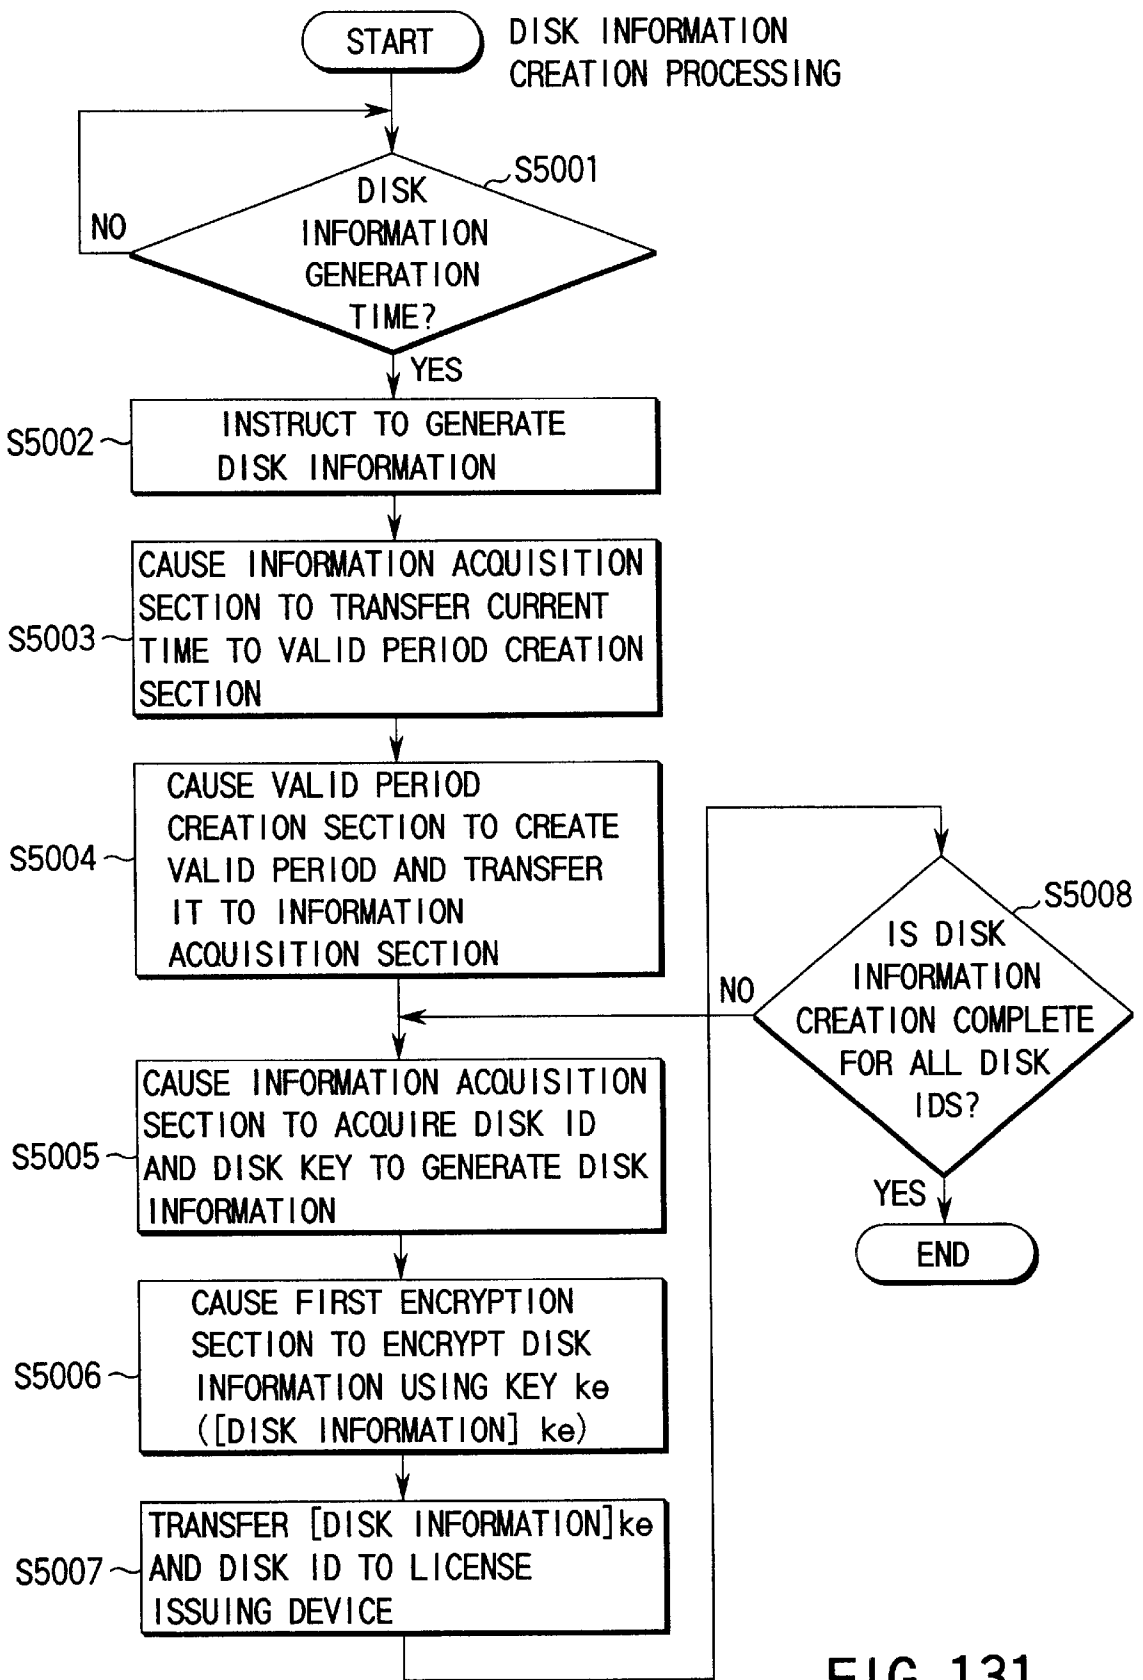 START
DISK INFORMATION
CREATION PROCESSING
S5001
DISK
INFORMATION
GENERATION
TIME?
NO
YES
S5002
INSTRUCT TO GENERATE
DISK INFORMATION
S5003
CAUSE INFORMATION ACQUISITION
SECTION TO TRANSFER CURRENT
TIME TO VALID PERIOD CREATION
SECTION
S5004
CAUSE VALID PERIOD
CREATION SECTION TO CREATE
VALID PERIOD AND TRANSFER
IT TO INFORMATION
ACQUISITION SECTION
S5005
CAUSE INFORMATION ACQUISITION
SECTION TO ACQUIRE DISK ID
AND DISK KEY TO GENERATE DISK
INFORMATION
S5006
CAUSE FIRST ENCRYPTION
SECTION TO ENCRYPT DISK
INFORMATION USING KEY ke
([DISK INFORMATION] ke)
S5007
TRANSFER [DISK INFORMATION]ke
AND DISK ID TO LICENSE
ISSUING DEVICE
S5008
IS DISK
INFORMATION
CREATION COMPLETE
FOR ALL DISK
IDS?
NO
YES
END
FIG. 131